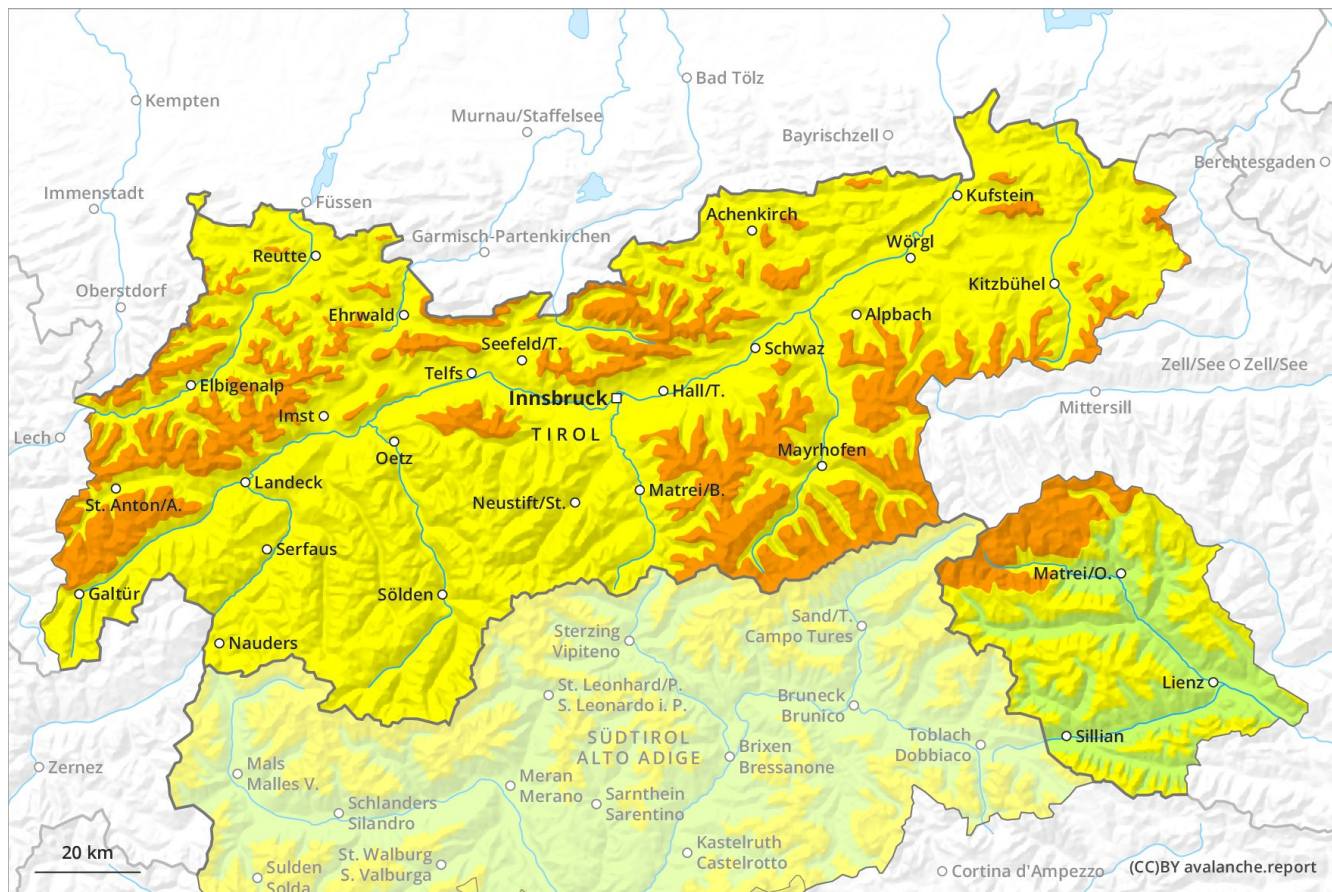 Bad Tölz
Kempten
Murnau/Staffelsee
Bayrischzell
Berchtesgaden
Immenstadt
Füssen
Kufstein
Achenkirch
Garmisch-Partenkirchen
Wörgl
Reutte
Oberstdorf
Kitzbühel
Ehrwald
Alpbach
Seefeld/T.
Schwaz
Zell/See
Zell/See
Telfs
Elbigenalp
Innsbruck
Hall/T.
Mittersill
Imst
Lech
TIROL
Oetz
Mayrhofen
Landeck
St. Anton/A.
Neustift/St.
Matrei/B.
Serfaus
Matrei/O.
Galtür
Sölden
Sand/T.
Campo Tures
Sterzing
Vipiteno
Nauders
St. Leonhard/P.
S. Leonardo i. P.
Bruneck
Brunico
Lienz
SÜDTIROL
ALTO ADIGE
Brixen
Bressanone
Toblach
Dobbiaco
Sillian
Zernez
Mals
Malles V.
Meran
Merano
Sarnthein
Sarentino
Schlanders
Silandro
20 km
St. Walburg
S. Valburga
Kastelruth
Castelrotto
Sulden
Solda
Cortina d'Ampezzo
(CC)BY avalanche.report